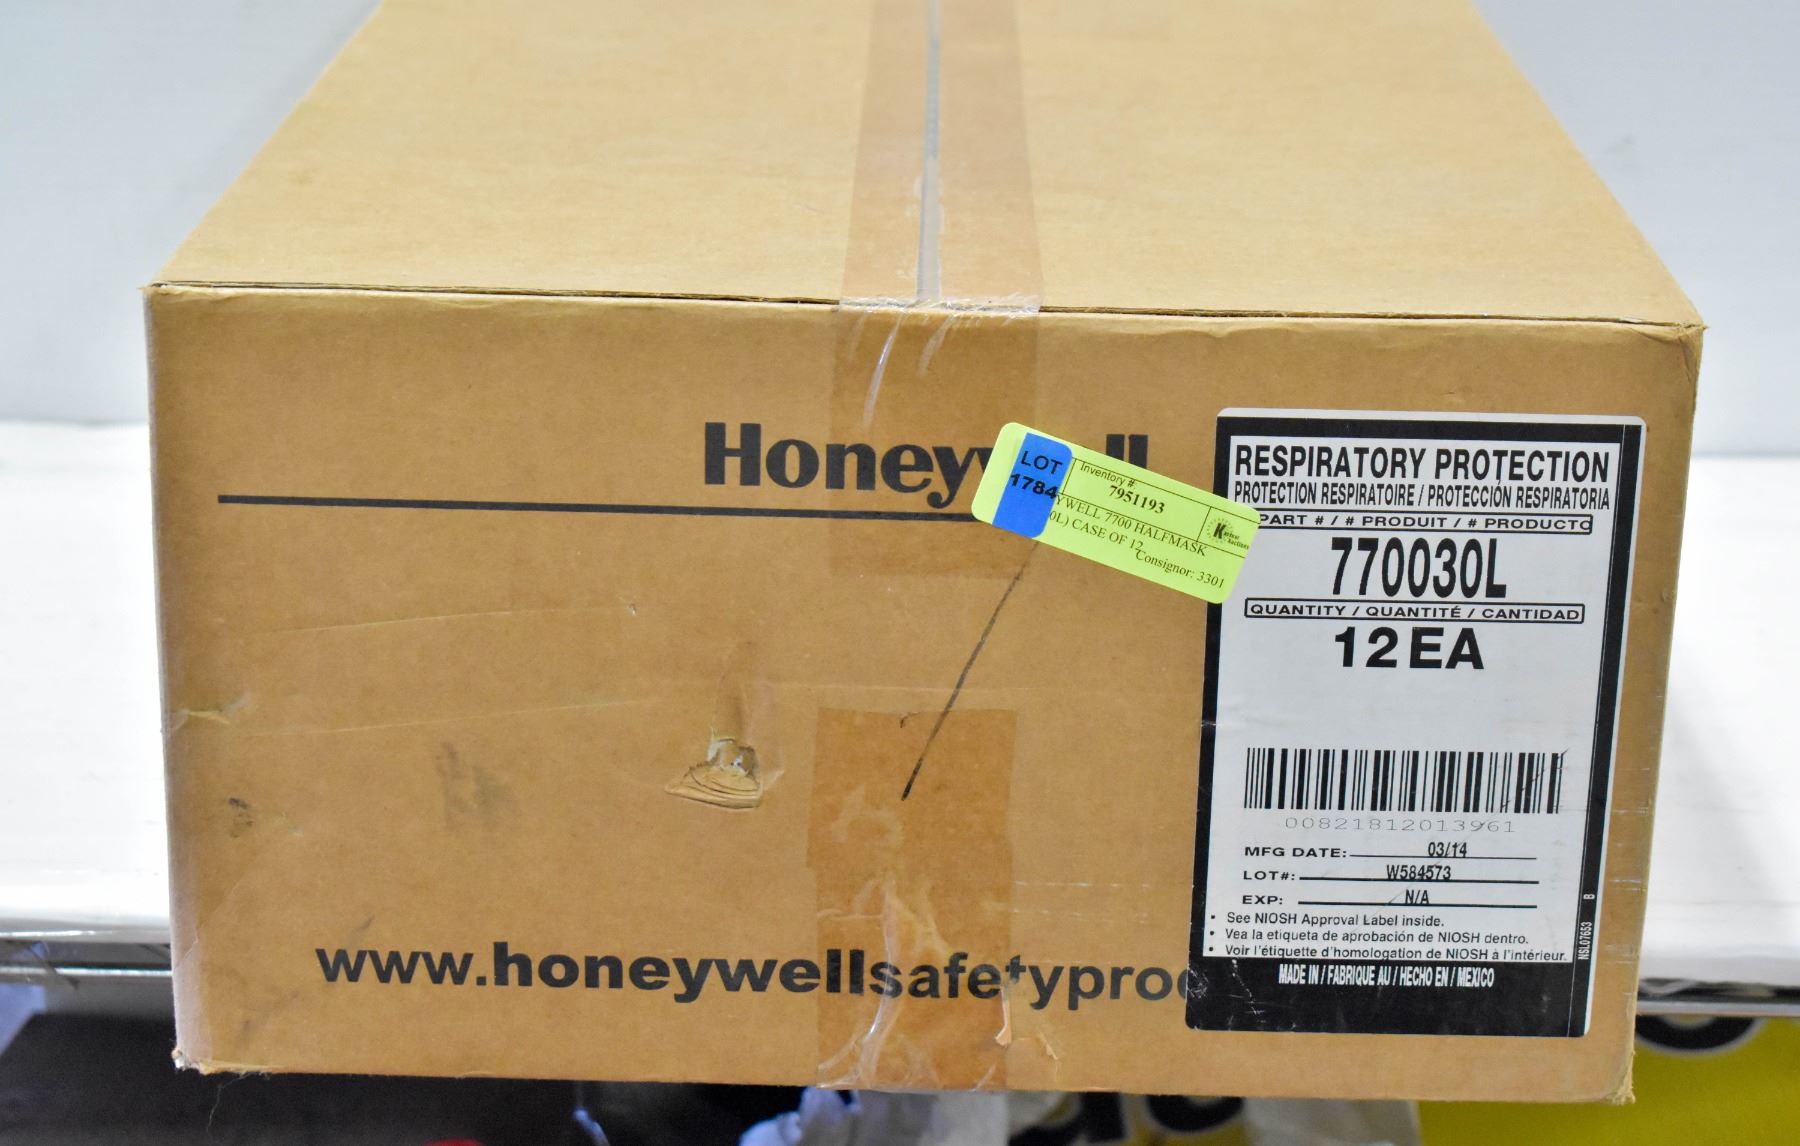 Honeywell
LOT
1784
Inventory #:
7951193
YWELL 7700 HALFMASK
0L) CASE OF 12
Consignor: 3301
RESPIRATORY PROTECTION
PROTECTION RESPIRATOIRE / PROTECCIÓN RESPIRATORIA
PART # / # PRODUIT / # PRODUCTO
770030L
QUANTITY / QUANTITÉ / CANTIDAD
12 EA
00821812013961
MFG DATE: 03/14
LOT#: W584573
EXP: N/A
• See NIOSH Approval Label inside.
• Vea la etiqueta de aprobación de NIOSH dentro.
• Voir l'étiquette d'homologation de NIOSH à l'intérieur.
MADE IN / FABRIQUE AU / HECHO EN / MEXICO
NSL07653 B
www.honeywellsafetyproc